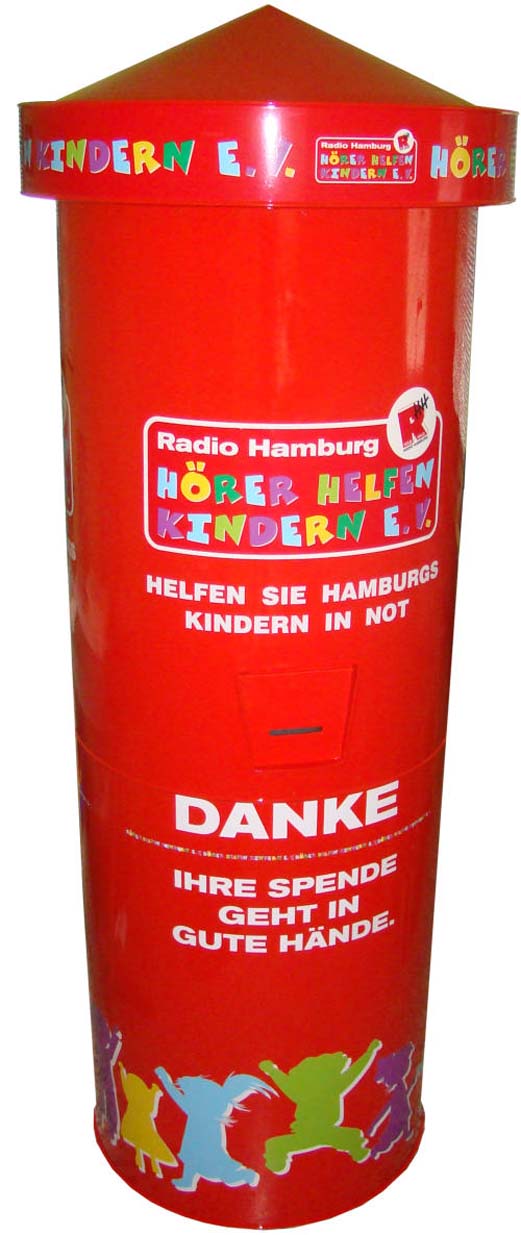 N KINDERN E.V.
Radio Hamburg
HÖRER HELFEN
KINDERN E.V.
HÖRER
Radio Hamburg
HÖRER HELFEN
KINDERN E.V.
HELFEN SIE HAMBURGS
KINDERN IN NOT
DANKE
IHRE SPENDE
GEHT IN
GUTE HÄNDE.